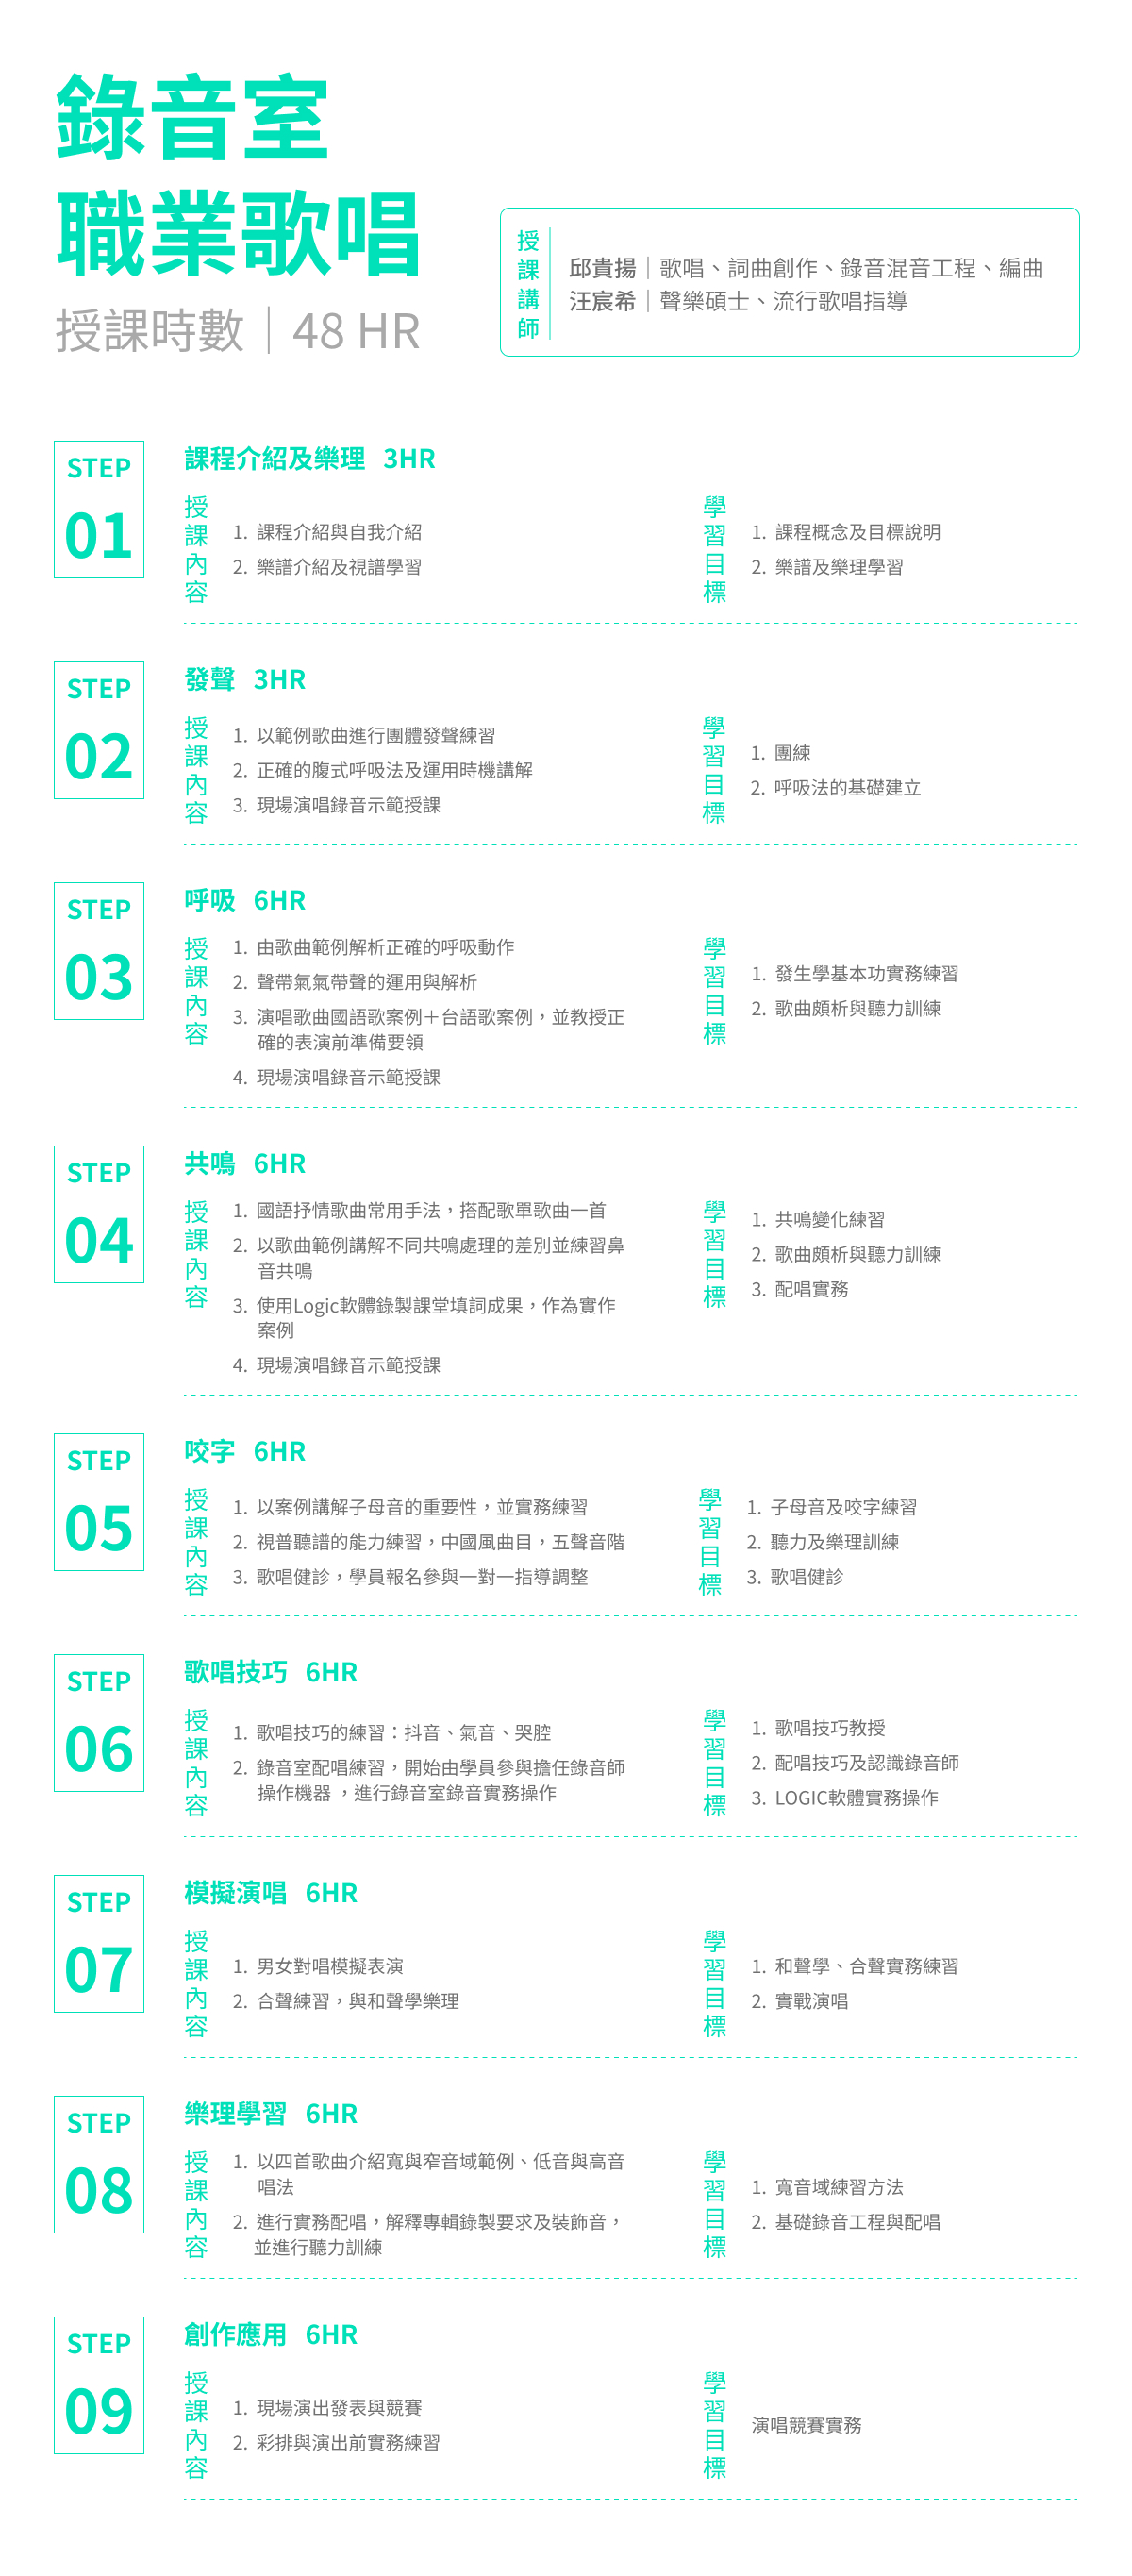 錄音室
職業歌唱
授課時數｜48 HR
授課講師
邱貴揚｜歌唱、詞曲創作、錄音混音工程、編曲
汪宸希｜聲樂碩士、流行歌唱指導
STEP
01
課程介紹及樂理 3HR
授課內容
1. 課程介紹與自我介紹
2. 樂譜介紹及視譜學習
學習目標
1. 課程概念及目標說明
2. 樂譜及樂理學習
STEP
02
發聲 3HR
授課內容
1. 以範例歌曲進行團體發聲練習
2. 正確的腹式呼吸法及運用時機講解
3. 現場演唱錄音示範授課
學習目標
1. 團練
2. 呼吸法的基礎建立
STEP
03
呼吸 6HR
授課內容
1. 由歌曲範例解析正確的呼吸動作
2. 聲帶氣氣帶聲的運用與解析
3. 演唱歌曲國語歌案例＋台語歌案例，並教授正
確的表演前準備要領
4. 現場演唱錄音示範授課
學習目標
1. 發生學基本功實務練習
2. 歌曲頗析與聽力訓練
STEP
04
共鳴 6HR
授課內容
1. 國語抒情歌曲常用手法，搭配歌單歌曲一首
2. 以歌曲範例講解不同共鳴處理的差別並練習鼻
音共鳴
3. 使用Logic軟體錄製課堂填詞成果，作為實作
案例
4. 現場演唱錄音示範授課
學習目標
1. 共鳴變化練習
2. 歌曲頗析與聽力訓練
3. 配唱實務
STEP
05
咬字 6HR
授課內容
1. 以案例講解子母音的重要性，並實務練習
2. 視普聽譜的能力練習，中國風曲目，五聲音階
3. 歌唱健診，學員報名參與一對一指導調整
學習目標
1. 子母音及咬字練習
2. 聽力及樂理訓練
3. 歌唱健診
STEP
06
歌唱技巧 6HR
授課內容
1. 歌唱技巧的練習：抖音、氣音、哭腔
2. 錄音室配唱練習，開始由學員參與擔任錄音師
操作機器 ，進行錄音室錄音實務操作
學習目標
1. 歌唱技巧教授
2. 配唱技巧及認識錄音師
3. LOGIC軟體實務操作
STEP
07
模擬演唱 6HR
授課內容
1. 男女對唱模擬表演
2. 合聲練習，與和聲學樂理
學習目標
1. 和聲學、合聲實務練習
2. 實戰演唱
STEP
08
樂理學習 6HR
授課內容
1. 以四首歌曲介紹寬與窄音域範例、低音與高音
唱法
2. 進行實務配唱，解釋專輯錄製要求及裝飾音，
並進行聽力訓練
學習目標
1. 寬音域練習方法
2. 基礎錄音工程與配唱
STEP
09
創作應用 6HR
授課內容
1. 現場演出發表與競賽
2. 彩排與演出前實務練習
學習目標
演唱競賽實務